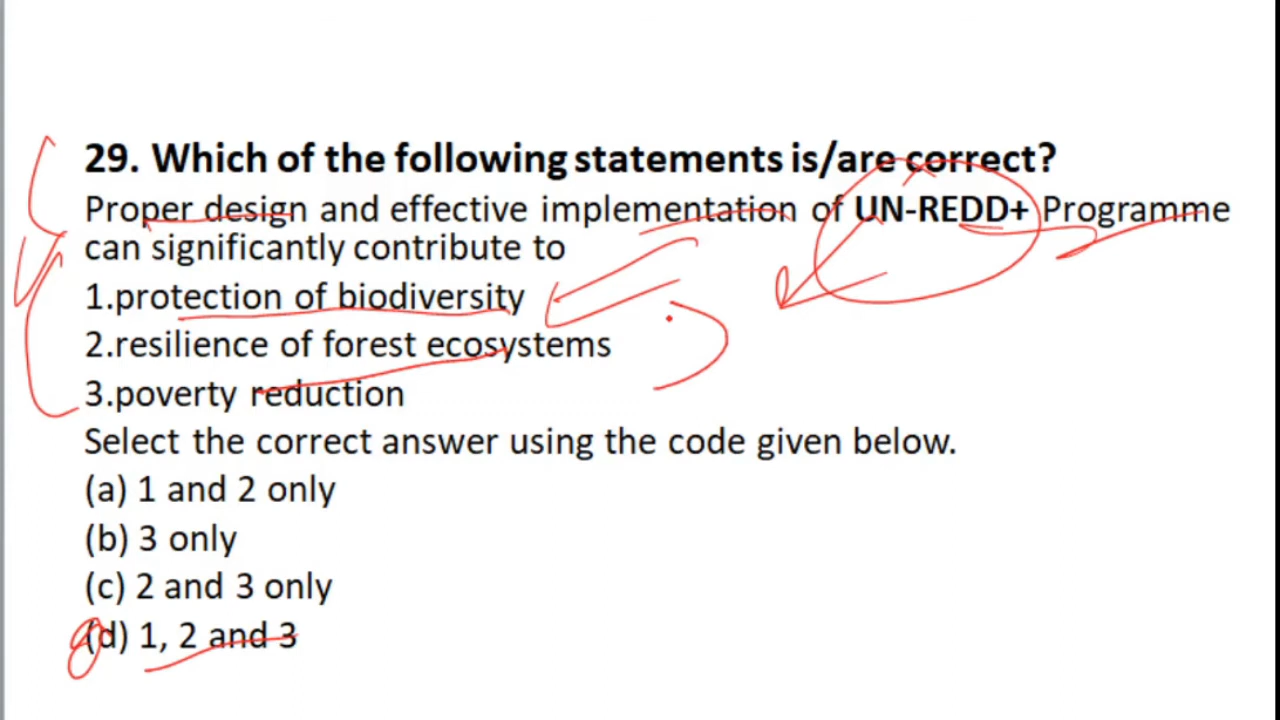 29. Which of the following statements is/are correct?
Proper design and effective implementation of UN-REDD+ Programme
can significantly contribute to
1.protection of biodiversity
2.resilience of forest ecosystems
3.poverty reduction
Select the correct answer using the code given below.
(a) 1 and 2 only
(b) 3 only
(c) 2 and 3 only
(d) 1, 2 and 3